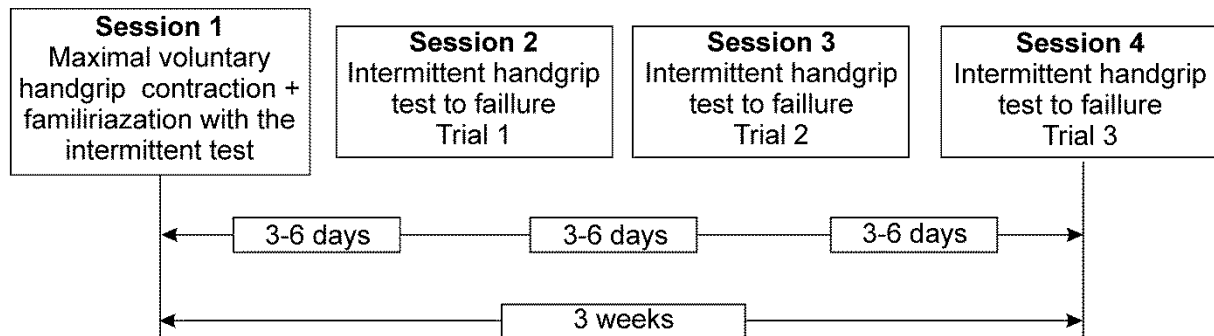 Session 1
Maximal voluntary
handgrip contraction +
familiriazation with the
intermittent test
Session 2
Intermittent handgrip
test to faillure
Trial 1
Session 3
Intermittent handgrip
test to faillure
Trial 2
Session 4
Intermittent handgrip
test to faillure
Trial 3
3-6 days
3-6 days
3-6 days
3 weeks